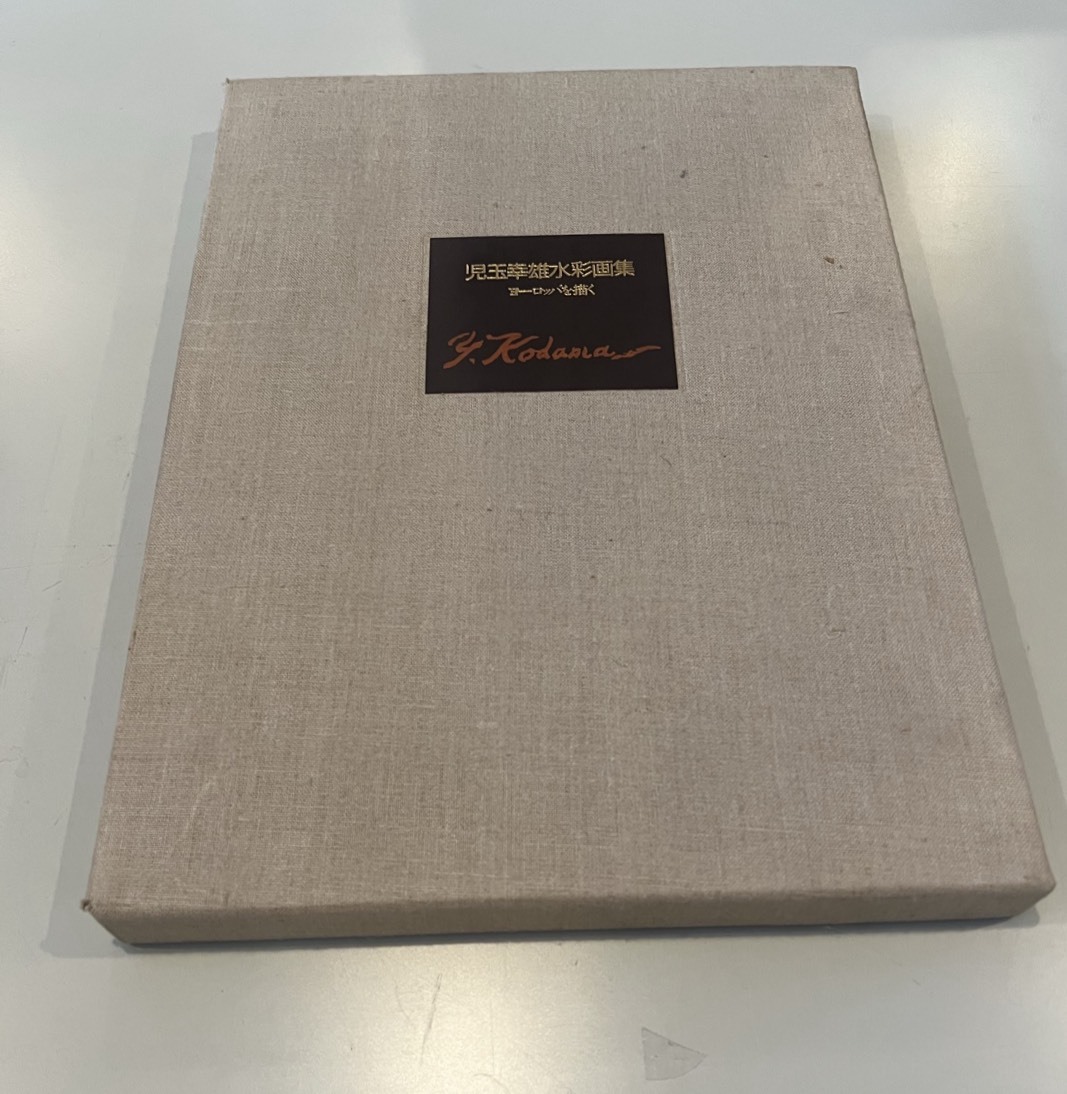 児玉幸雄水彩画集
ヨーロッパを描く
Y. Kodama